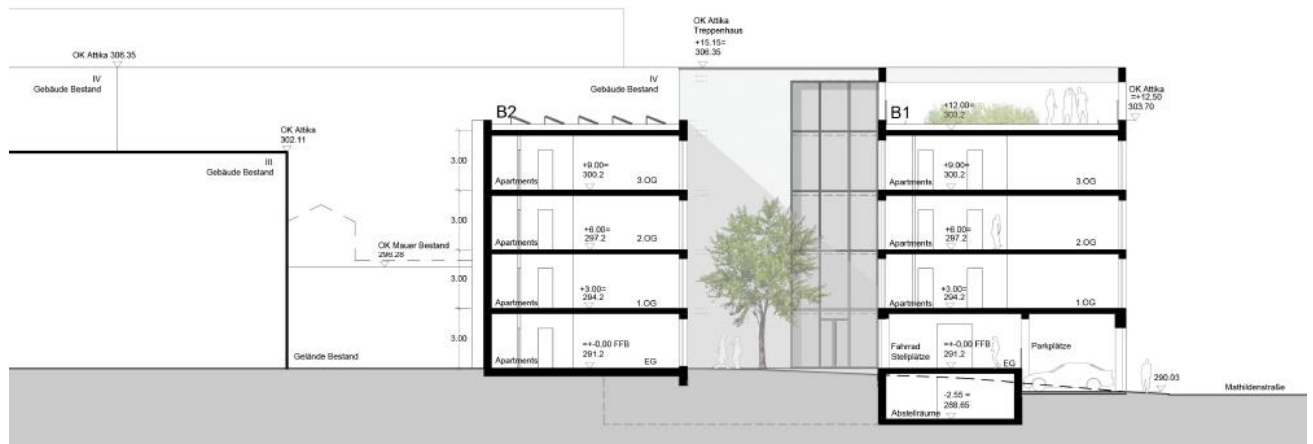 OK Attika 306.35
IV
Gebäude Bestand
OK Attika
302.11
III
Gebäude Bestand
OK Mauer Bestand
296.28
Gelände Bestand
3.00
3.00
3.00
3.00
IV
Gebäude Bestand
B2
+9.00=
300.2
Apartments
3.OG
+6.00=
297.2
Apartments
2.OG
+3.00=
294.2
Apartments
1.OG
=+-0,00 FFB
291.2
Apartments
EG
OK Attika
Treppenhaus
+15.15=
306.35
B1
+12.00=
303.2
OK Attika
=+12,50
303.70
+9.00=
300.2
Apartments
3.OG
+6.00=
297.2
Apartments
2.OG
+3.00=
294.2
Apartments
1.OG
Fahrrad
Stellplätze
=+-0,00 FFB
291.2
EG
Parkplätze
-2.55 =
288.65
Abstellräume
290.03
Mathildenstraße